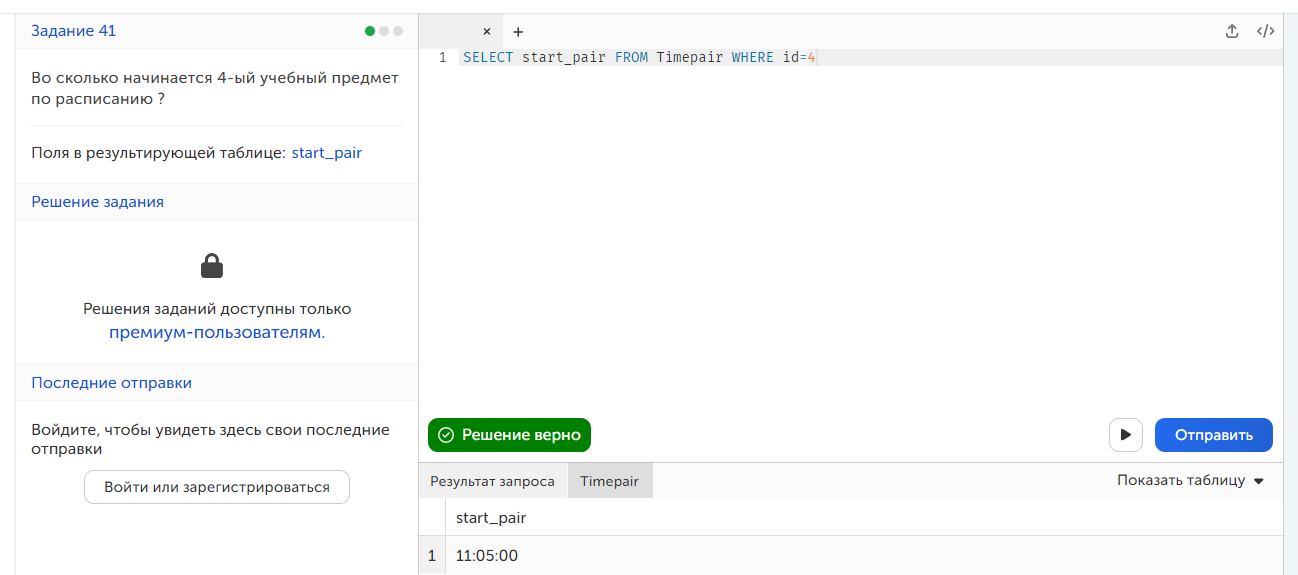 Задание 41
Во сколько начинается 4-ый учебный предмет
по расписанию ?
Поля в результирующей таблице: start_pair
Решение задания
Решения заданий доступны только
премиум-пользователям.
Последние отправки
Войдите, чтобы увидеть здесь свои последние
отправки
Войти или зарегистрироваться
× +
</>
1 SELECT start_pair FROM Timepair WHERE id=4
Решение верно
Отправить
Результат запроса Timepair Показать таблицу
start_pair
1 11:05:00